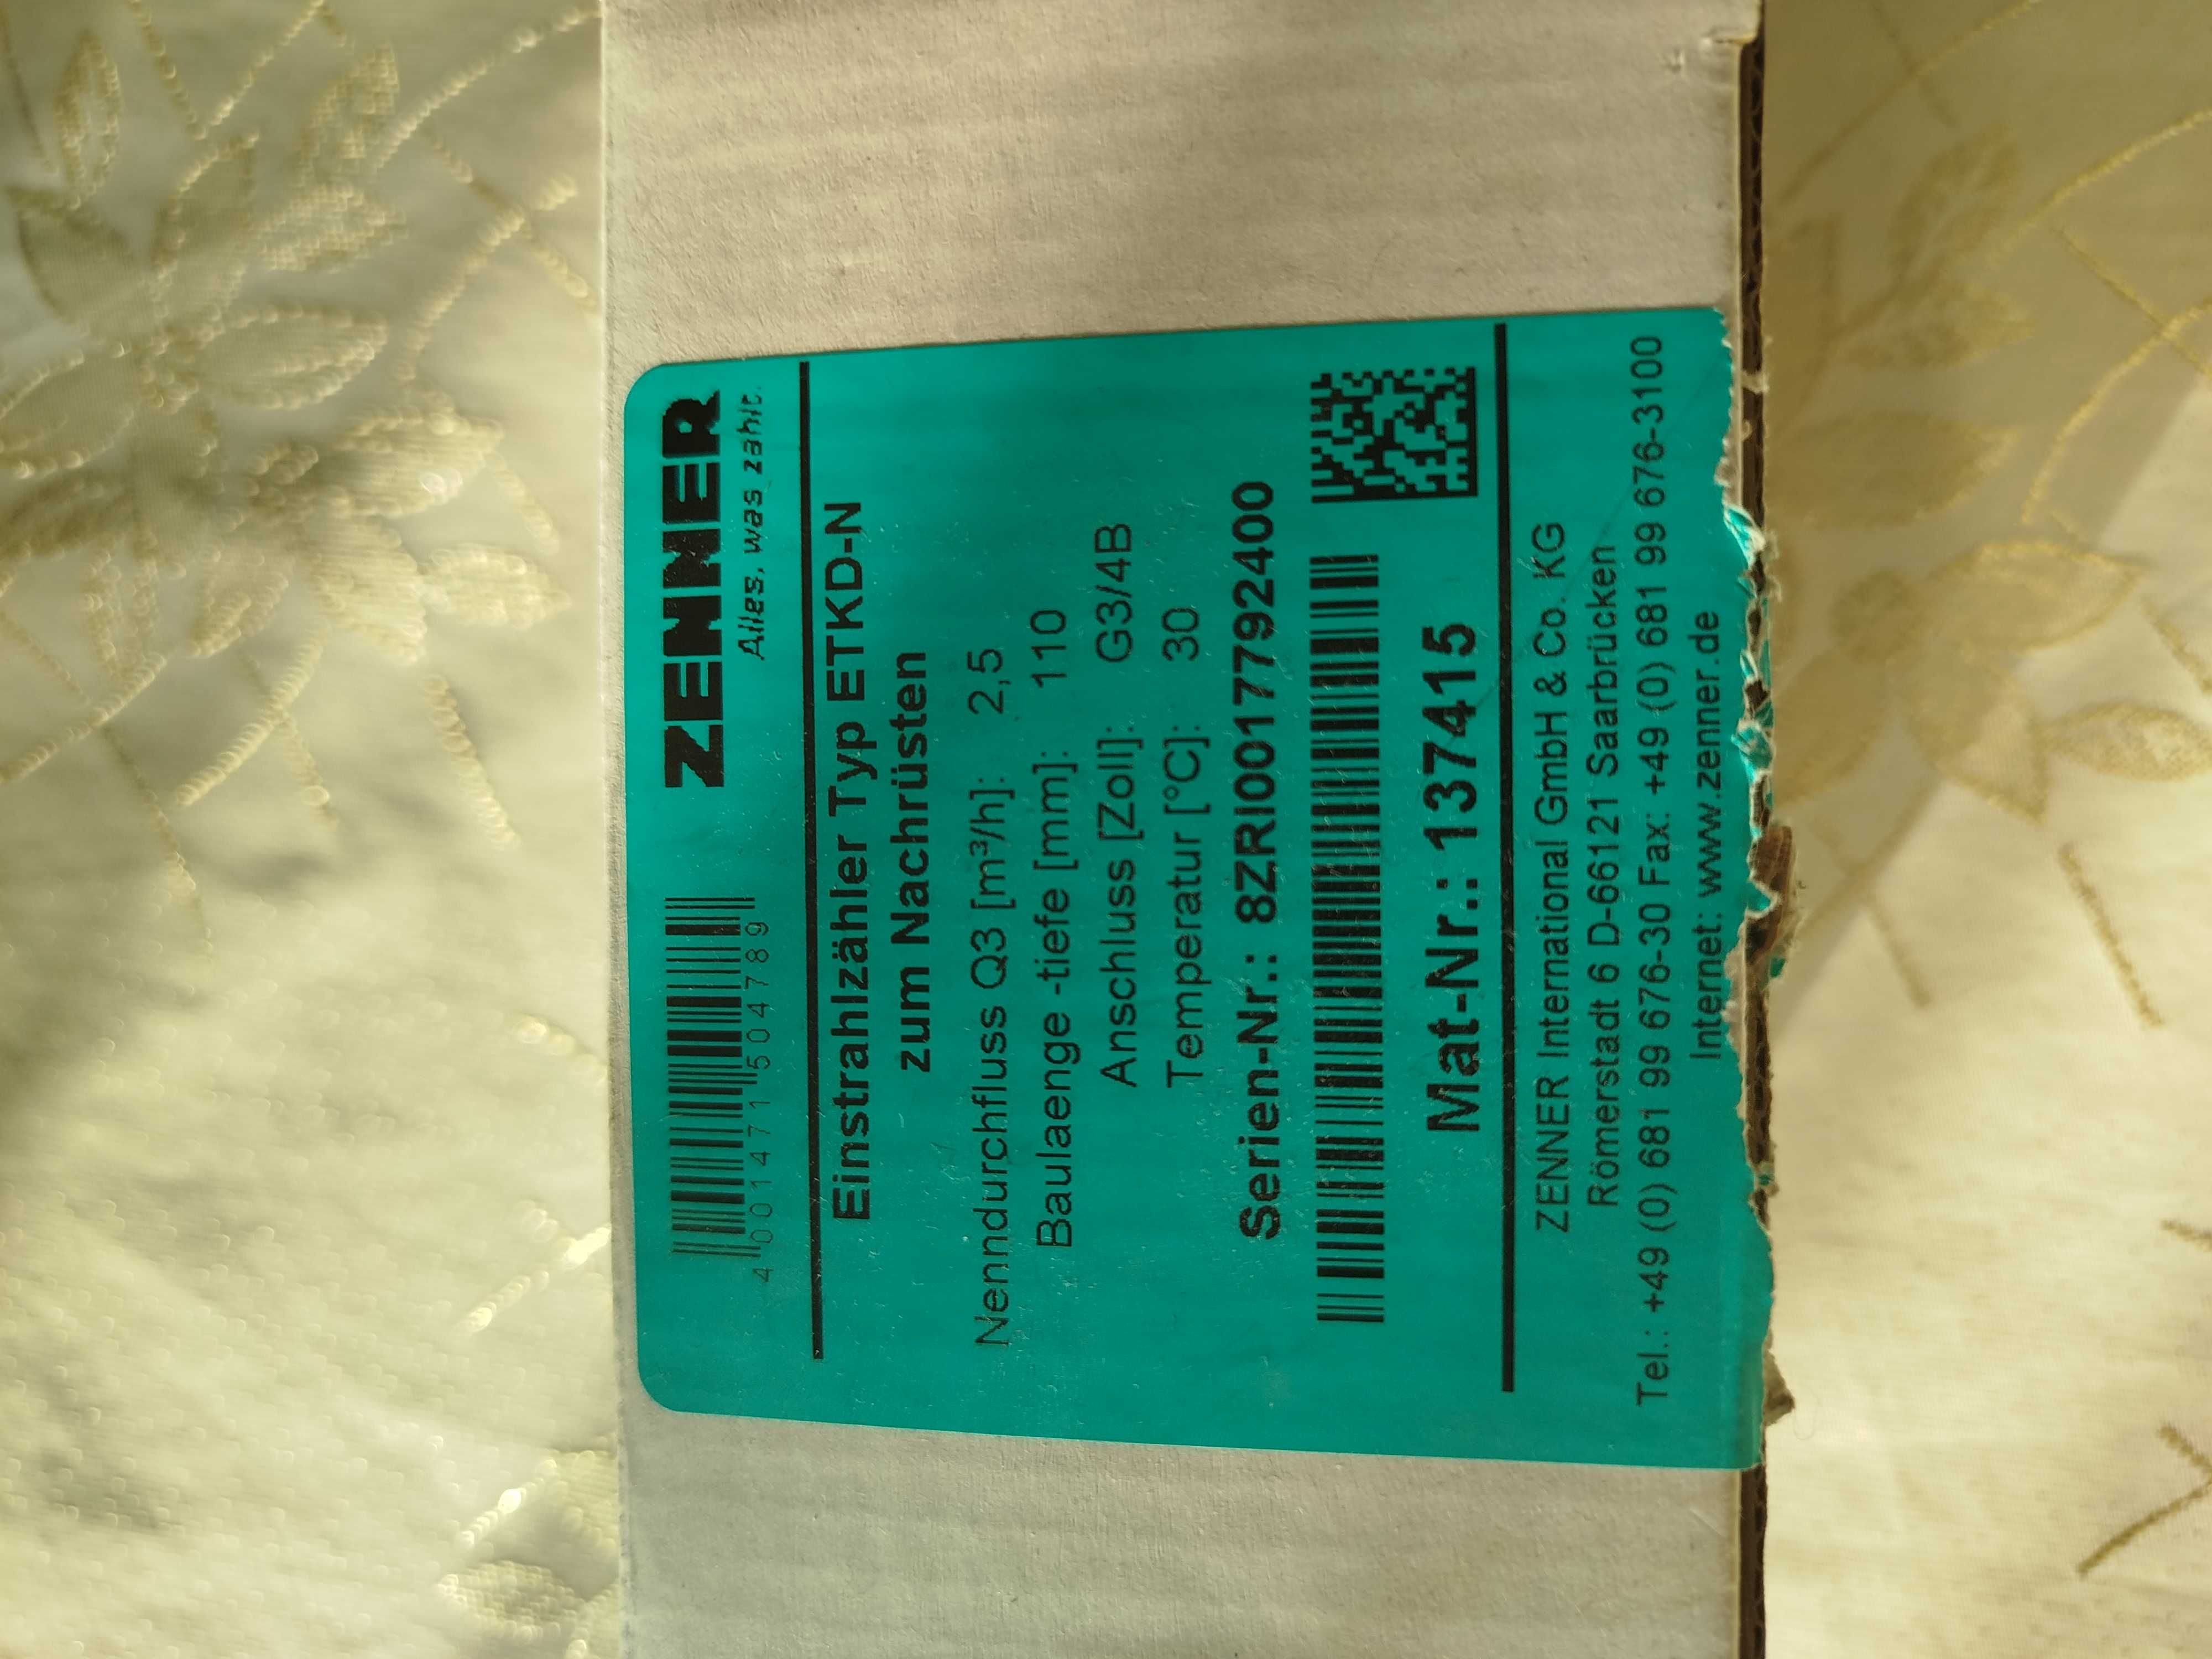 4 001471 504789
ZENNER
Alles, was zählt.
Einstrahlzähler Typ ETKD-N
zum Nachrüsten
Nenndurchfluss Q3 [m³/h]: 2,5
Baulaenge -tiefe [mm]: 110
Anschluss [Zoll]: G3/4B
Temperatur [°C]: 30
Serien-Nr.: 8ZRI0017792400
Mat-Nr.: 137415
ZENNER International GmbH & Co. KG
Römerstadt 6 D-66121 Saarbrücken
Tel.: +49 (0) 681 99 676-30 Fax: +49 (0) 681 99 676-3100
Internet: www.zenner.de